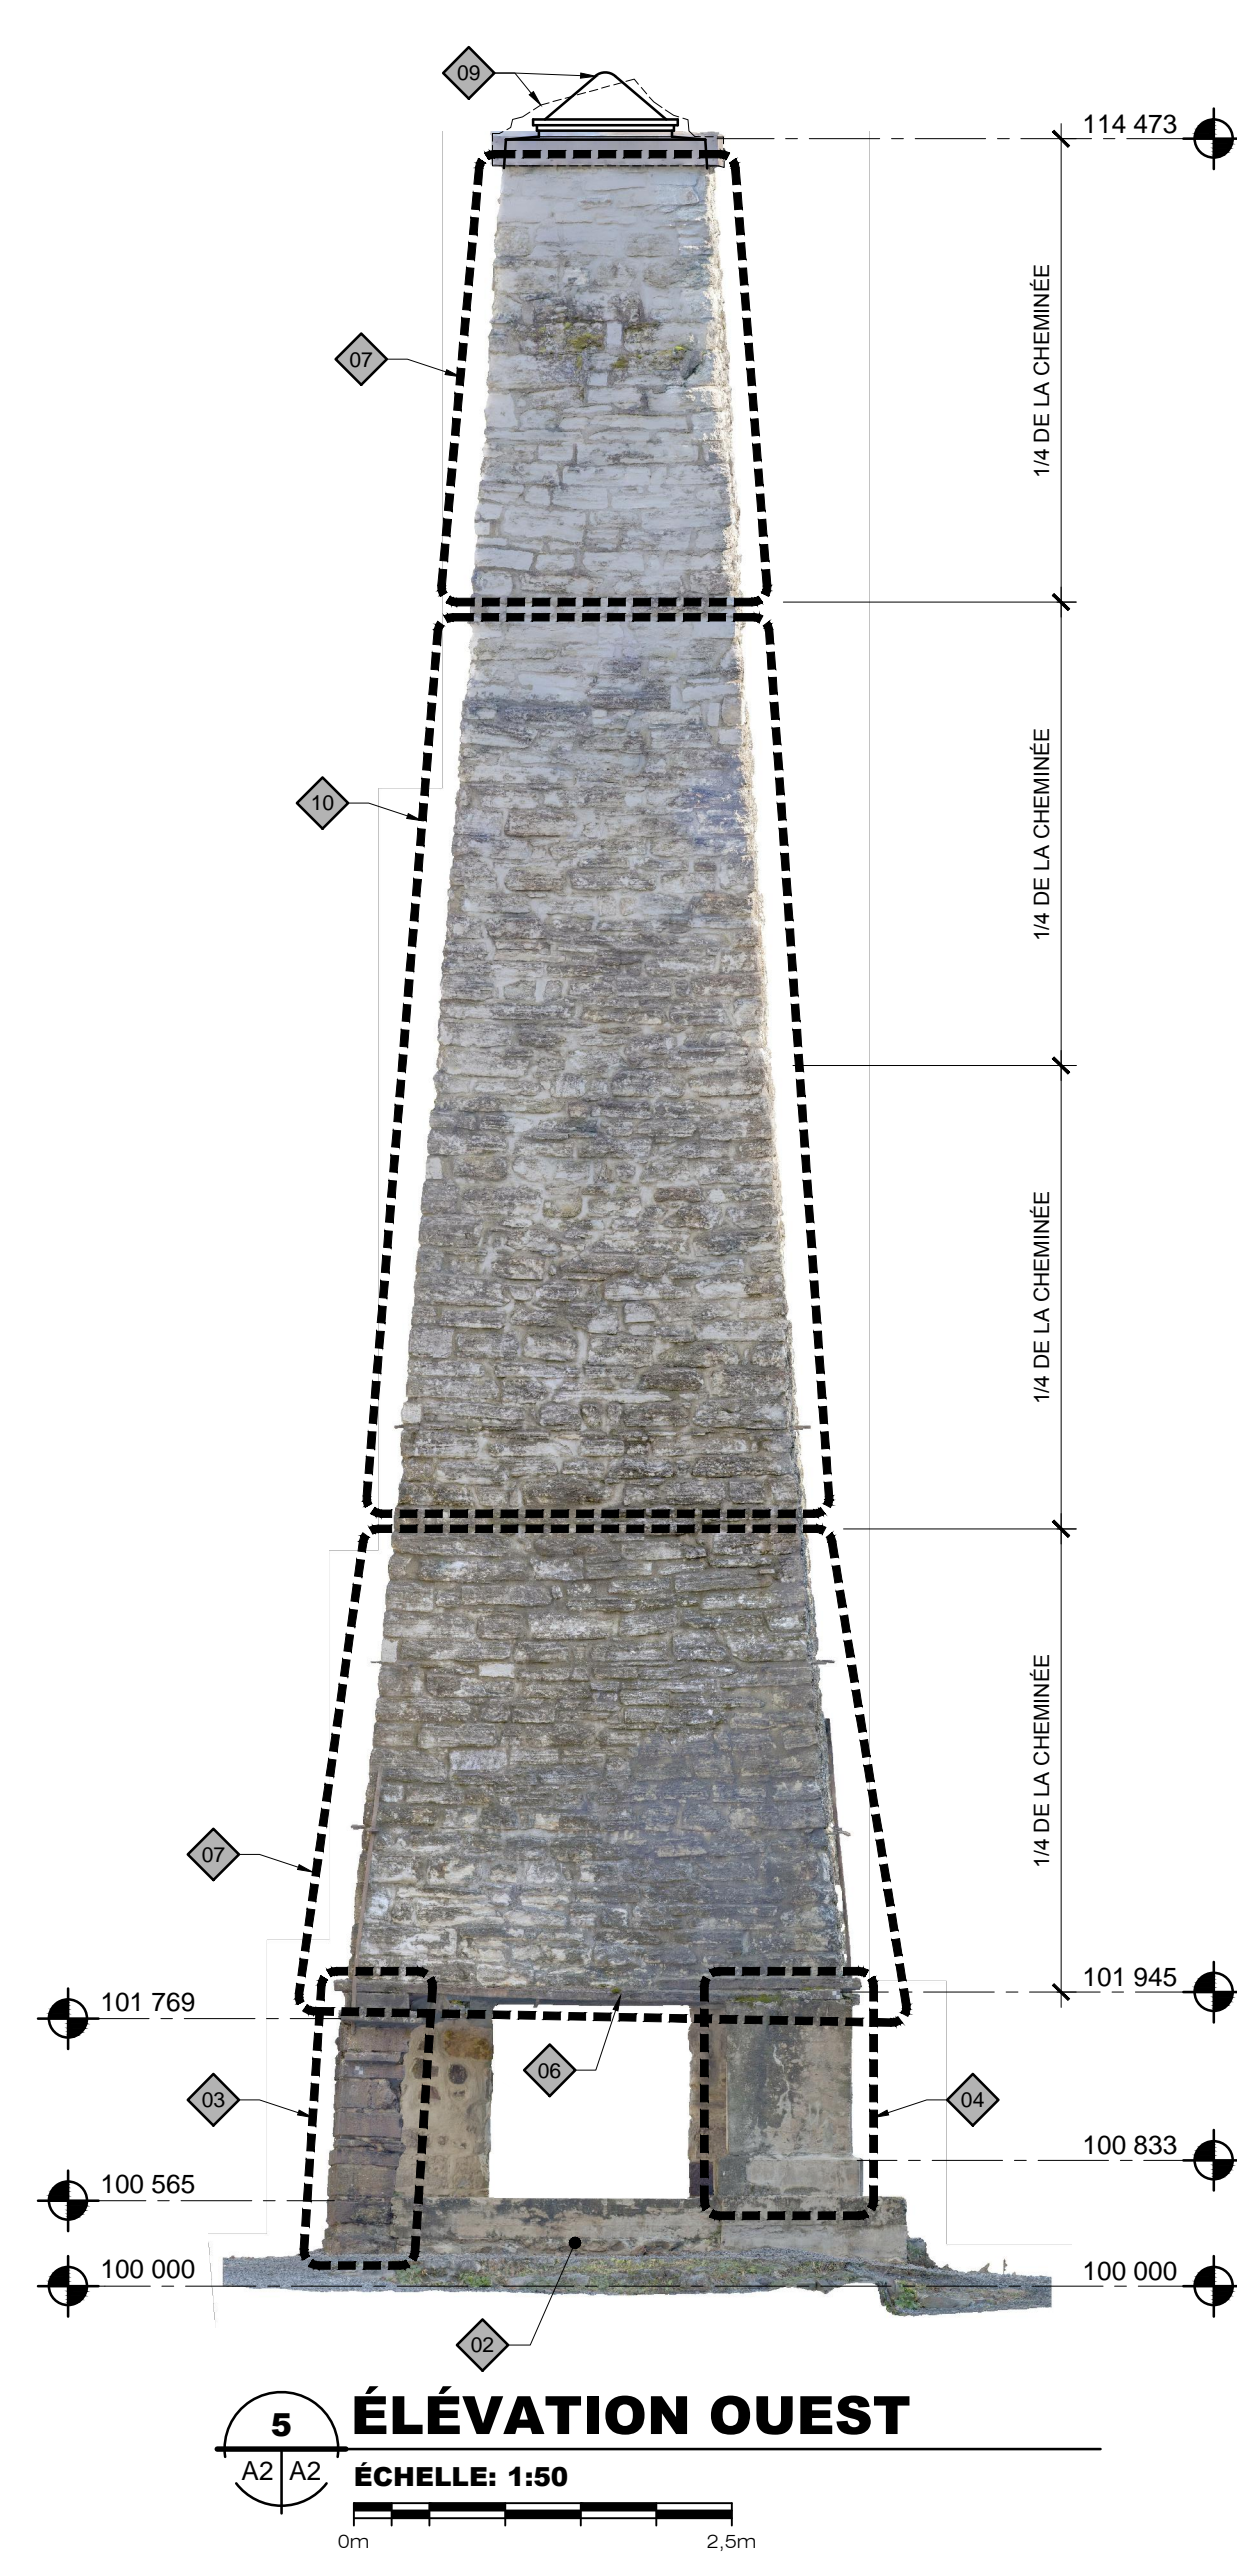 09
114 473
1/4 DE LA CHEMINÉE
07
1/4 DE LA CHEMINÉE
10
1/4 DE LA CHEMINÉE
1/4 DE LA CHEMINÉE
07
101 769
101 945
06
03
04
100 833
100 565
100 000
100 000
02
5
A2 A2
ÉLÉVATION OUEST
ÉCHELLE: 1:50
0m
2,5m